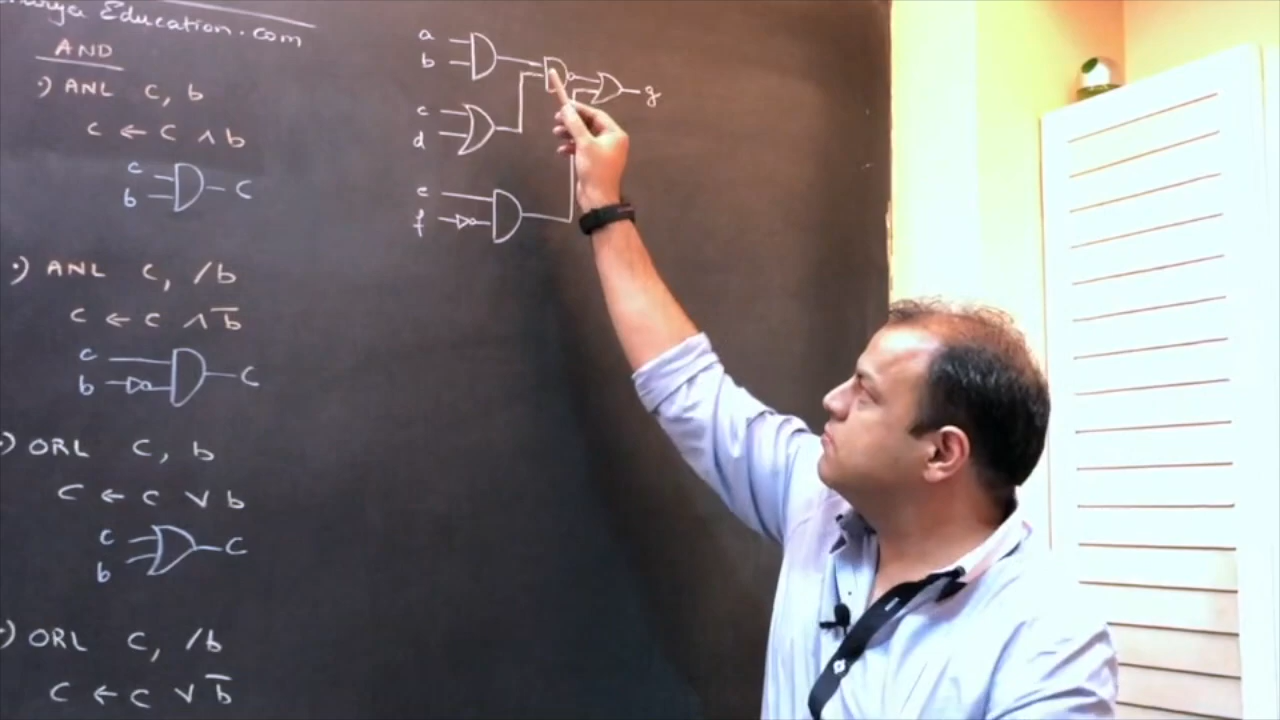 Education.com
AND
·) ANL C, b
C ← C ∧ b
c
b
C
·) ANL C, /b
C ← C ∧ b̅
c
b
C
·) ORL C, b
C ← C ∨ b
c
b
C
·) ORL C, /b
C ← C ∨ b̅
a
b
c
d
e
f
g